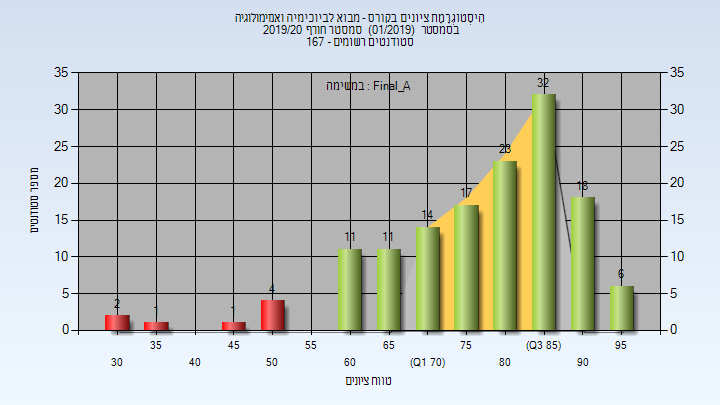 הִיסְטוֹגְרָמַת ציונים בקורס - מבוא לביוכימיה ואנזימולוגיה
בסמסטר (01/2019) סמסטר חורף 2019/20
סטודנטים רשומים - 167
במשימה : Final_A
מספר סטודנטים
35 35
30 30
25 25
20 20
15 15
10 10
5 5
0 0
2 1 1 4 11 11 14 17 23 32 18 6
35 45 55 65 75 (Q3 85) 95
30 40 50 60 (Q1 70) 80 90
טווח ציונים